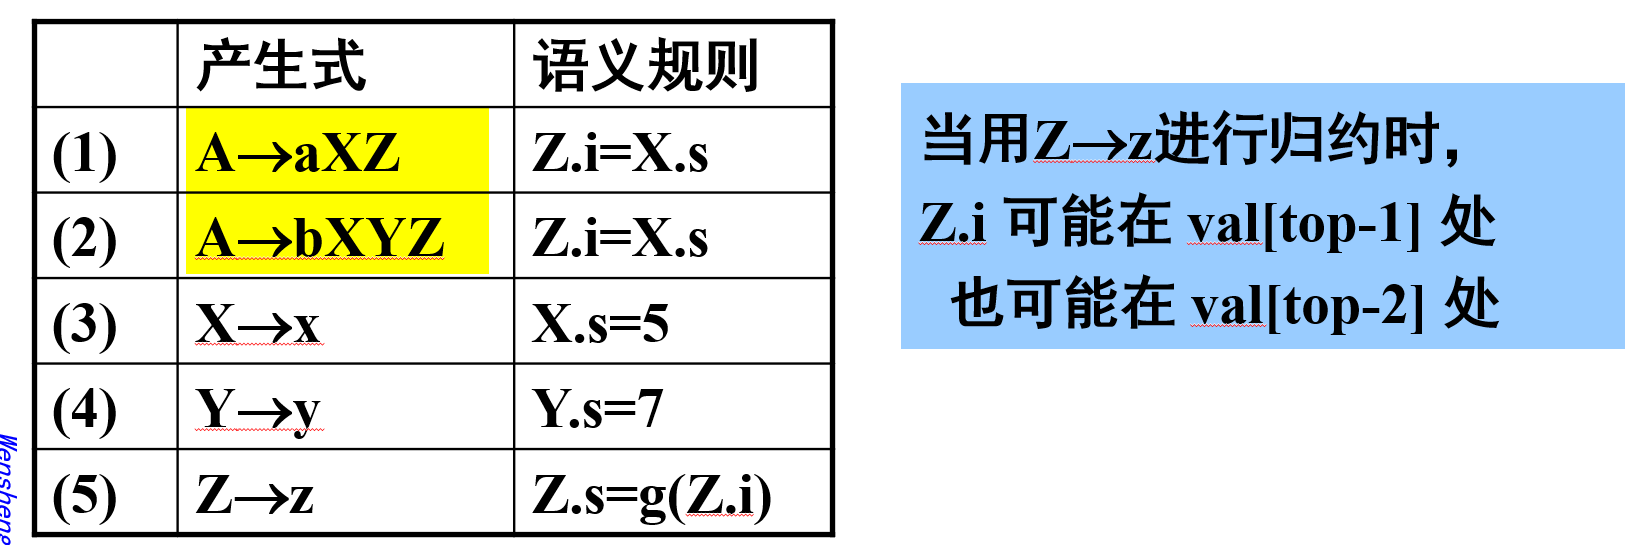 产生式 语义规则
(1) A→aXZ Z.i=X.s
(2) A→bXYZ Z.i=X.s
(3) X→x X.s=5
(4) Y→y Y.s=7
(5) Z→z Z.s=g(Z.i)
当用Z→z进行归约时，
Z.i 可能在 val[top-1] 处
也可能在 val[top-2] 处